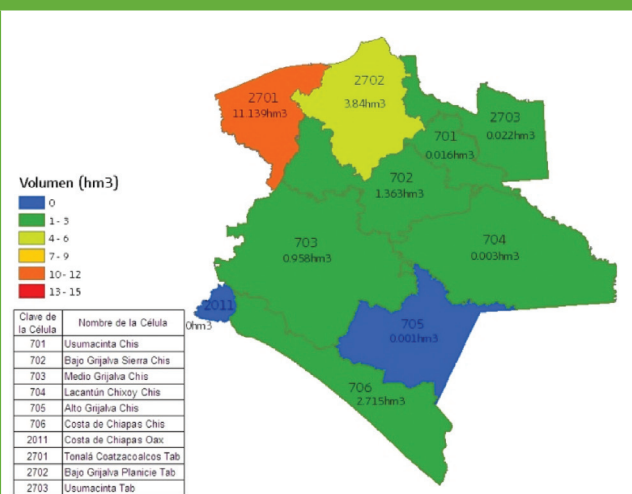 2701
11.139hm3
2702
3.84hm3
2703
0.022hm3
701
0.016hm3
702
1.363hm3
703
0.958hm3
704
0.003hm3
2011
0hm3
705
0.001hm3
706
2.715hm3
Volumen (hm3)
0
1 - 3
4 - 6
7 - 9
10 - 12
13 - 15
Clave de la Célula Nombre de la Célula
701 Usumacinta Chis
702 Bajo Grijalva Sierra Chis
703 Medio Grijalva Chis
704 Lacantún Chixoy Chis
705 Alto Grijalva Chis
706 Costa de Chiapas Chis
2011 Costa de Chiapas Oax
2701 Tonalá Coatzacoalcos Tab
2702 Bajo Grijalva Planicie Tab
2703 Usumacinta Tab